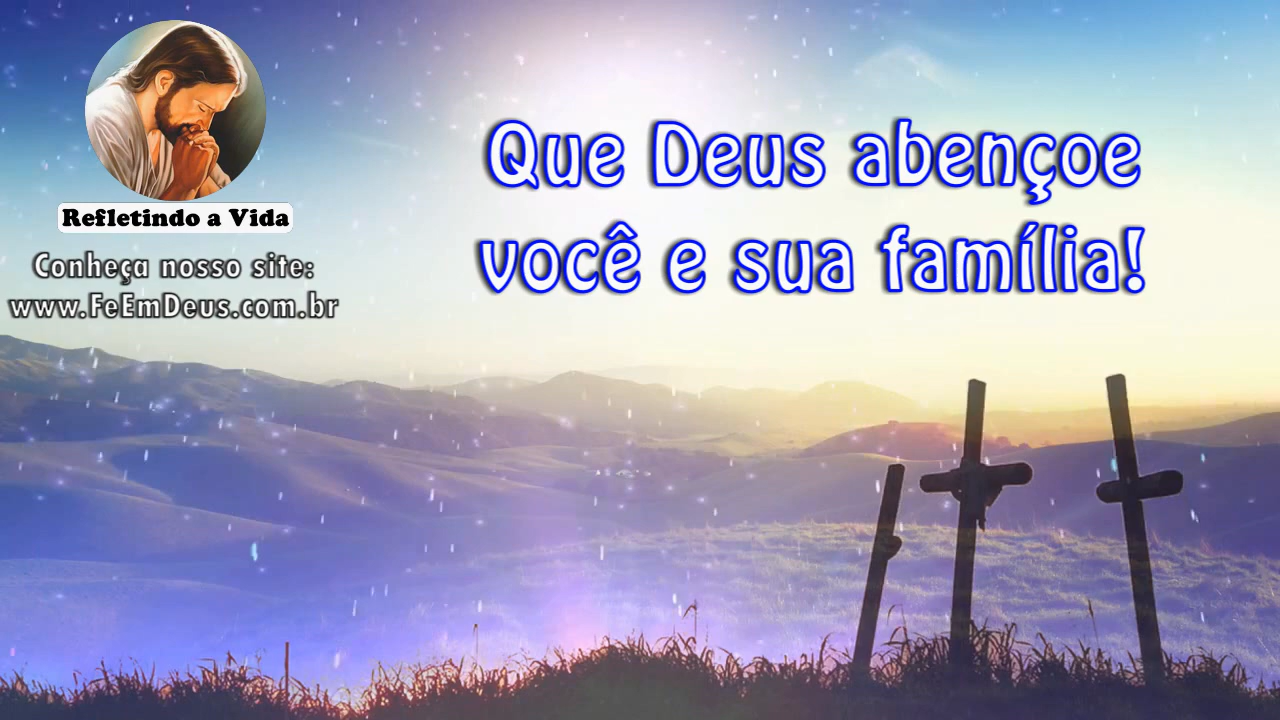 Refletindo a Vida
Conheça nosso site:
www.FeEmDeus.com.br
Que Deus abençoe
você e sua família!